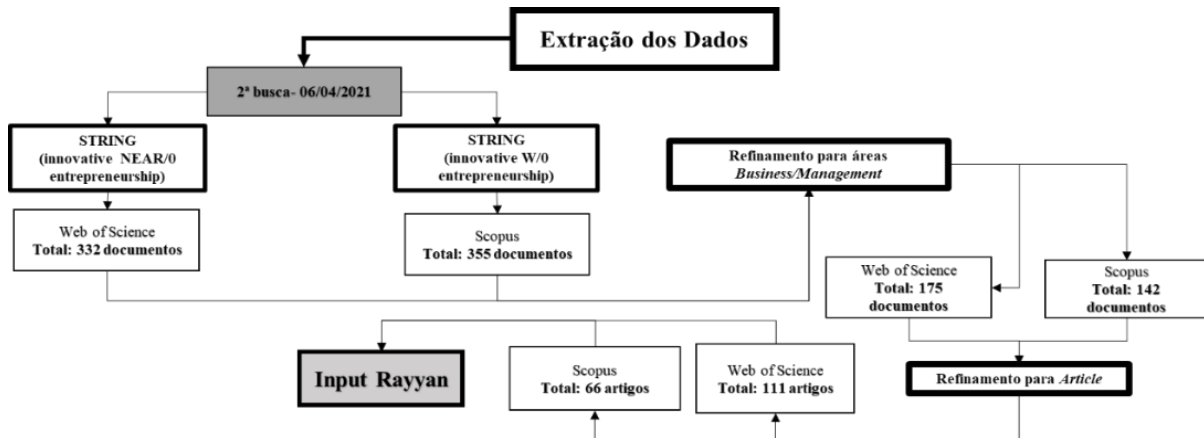 Extração dos Dados
2ª busca- 06/04/2021
STRING
(innovative NEAR/0
entrepreneurship)
STRING
(innovative W/0
entrepreneurship)
Web of Science
Total: 332 documentos
Scopus
Total: 355 documentos
Refinamento para áreas
Business/Management
Web of Science
Total: 175
documentos
Scopus
Total: 142
documentos
Refinamento para Article
Web of Science
Total: 111 artigos
Scopus
Total: 66 artigos
Input Rayyan